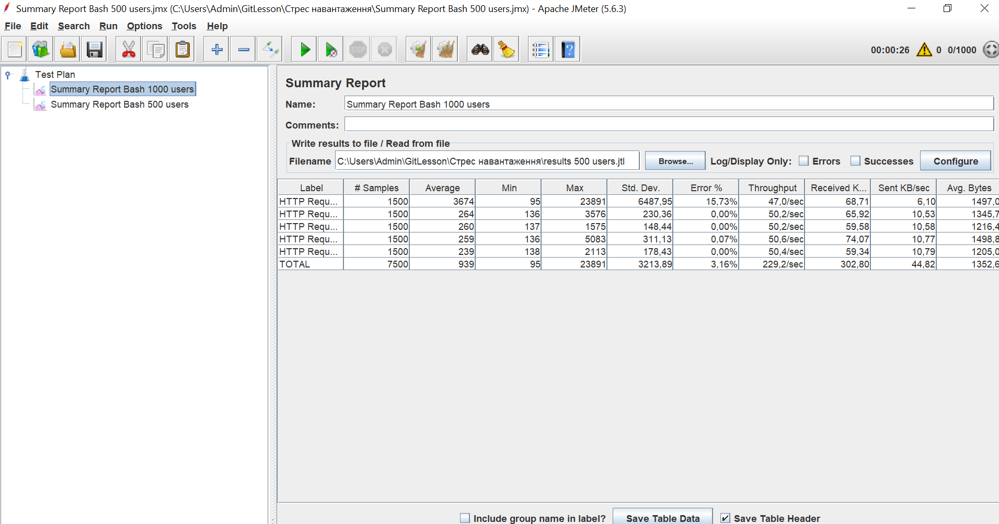 Summary Report Bash 500 users.jmx (C:\Users\Admin\GitLesson\Стрес навантаження\Summary Report Bash 500 users.jmx) - Apache JMeter (5.6.3)
File Edit Search Run Options Tools Help
STOP
00:00:26 0 0/1000
Test Plan
Summary Report Bash 1000 users
Summary Report Bash 500 users
Summary Report
Name: Summary Report Bash 1000 users
Comments:
Write results to file / Read from file
Filename C:\Users\Admin\GitLesson\Стрес навантаження\results 500 users.jtl Browse... Log/Display Only: Errors Successes Configure
Label # Samples Average Min Max Std. Dev. Error % Throughput Received K... Sent KB/sec Avg. Bytes
HTTP Requ... 1500 3674 95 23891 6487,95 15,73% 47,0/sec 68,71 6,10 1497,0
HTTP Requ... 1500 264 136 3576 230,36 0,00% 50,2/sec 65,92 10,53 1345,7
HTTP Requ... 1500 260 137 1575 148,44 0,00% 50,2/sec 59,58 10,58 1216,4
HTTP Requ... 1500 259 136 5083 311,13 0,07% 50,6/sec 74,07 10,77 1498,8
HTTP Requ... 1500 239 138 2113 178,43 0,00% 50,4/sec 59,34 10,79 1205,0
TOTAL 7500 939 95 23891 3213,89 3,16% 229,2/sec 302,80 44,82 1352,6
Include group name in label? Save Table Data Save Table Header